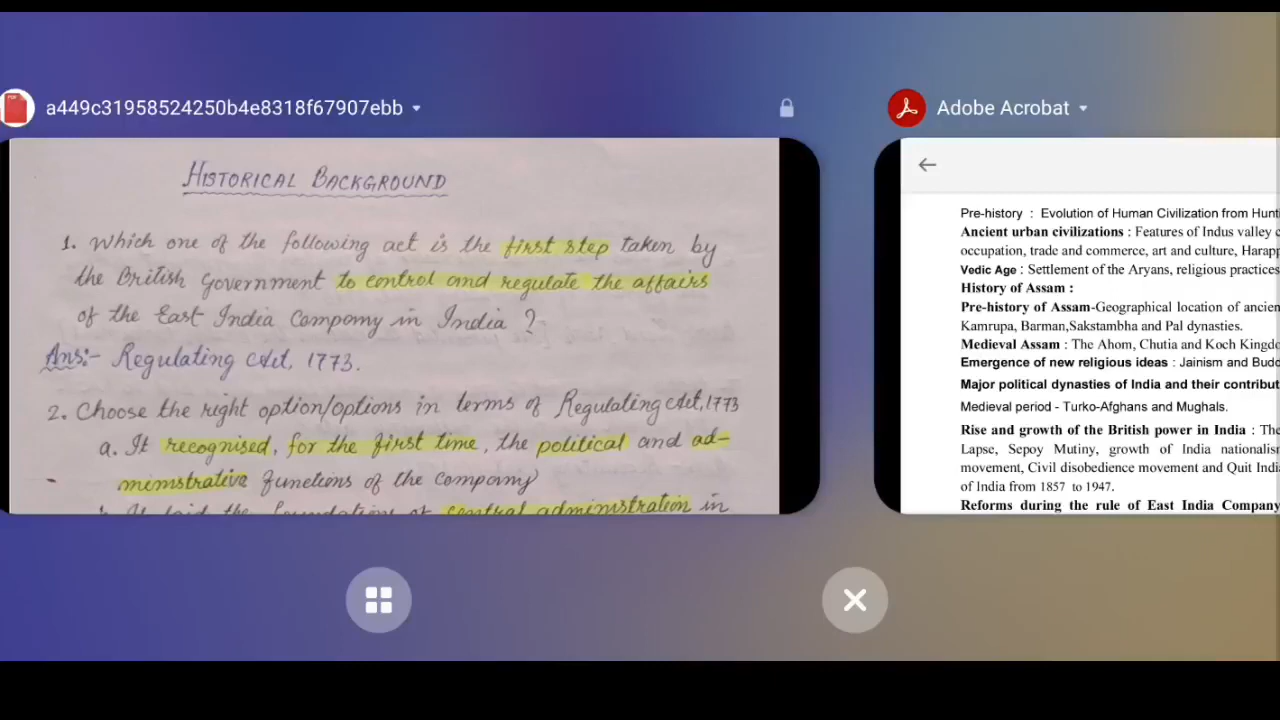 a449c31958524250b4e8318f67907ebb
HISTORICAL BACKGROUND
1. Which one of the following act is the first step taken by
the British Government to control and regulate the affairs
of the East India Company in India ?
Ans:- Regulating Act, 1773.
2. Choose the right option/options in terms of Regulating Act, 1773
a. It recognised, for the first time, the political and ad-
ministrative functions of the company
b. It laid the foundations of central administration in
Adobe Acrobat
Pre-history : Evolution of Human Civilization from Hunt
Ancient urban civilizations : Features of Indus valley c
occupation, trade and commerce, art and culture, Harapp
Vedic Age : Settlement of the Aryans, religious practices
History of Assam :
Pre-history of Assam-Geographical location of ancien
Kamrupa, Barman,Sakstambha and Pal dynasties.
Medieval Assam : The Ahom, Chutia and Koch Kingdo
Emergence of new religious ideas : Jainism and Budd
Major political dynasties of India and their contribut
Medieval period - Turko-Afghans and Mughals.
Rise and growth of the British power in India : The
Lapse, Sepoy Mutiny, growth of India nationalism
movement, Civil disobedience movement and Quit Indi
of India from 1857 to 1947.
Reforms during the rule of East India Company